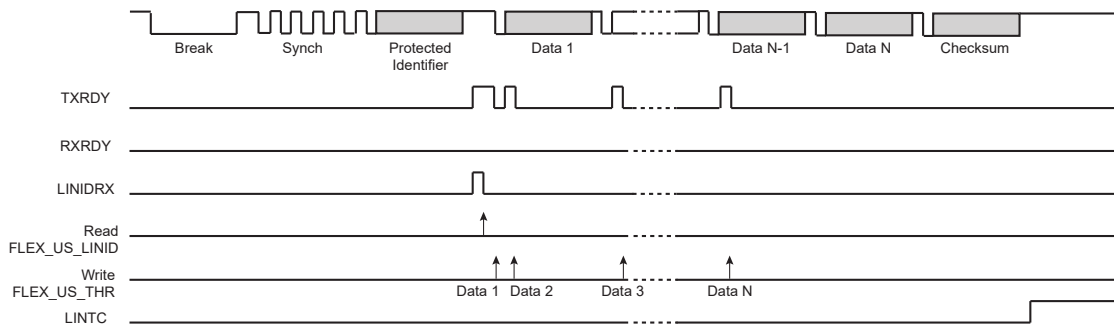 Break
Synch
Protected
Identifier
Data 1
Data N-1
Data N
Checksum
TXRDY
RXRDY
LINIDRX
Read
FLEX_US_LINID
Write
FLEX_US_THR
Data 1
Data 2
Data 3
Data N
LINTC